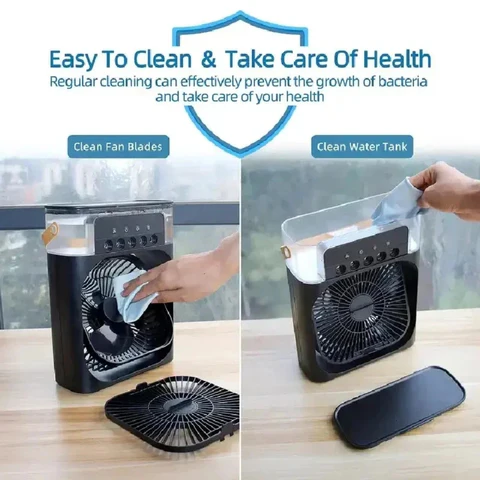 Easy To Clean & Take Care Of Health
Regular cleaning can effectively prevent the growth of bacteria
and take care of your health
Clean Fan Blades
Clean Water Tank